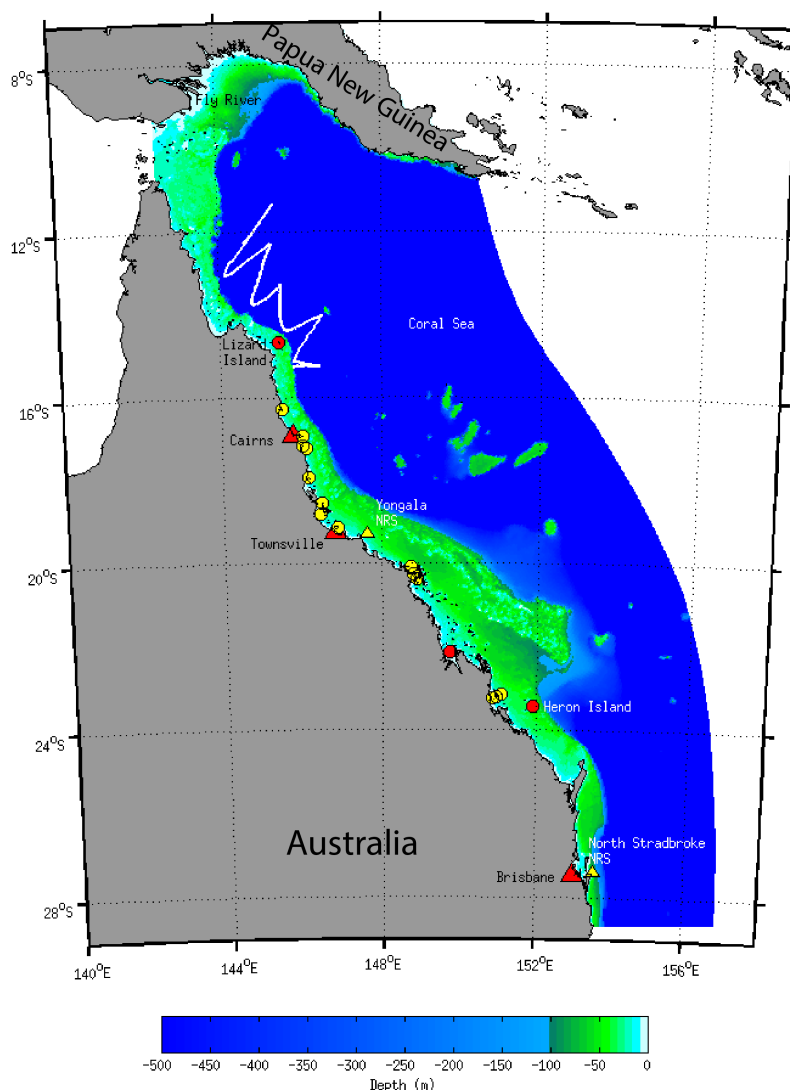 Papua New Guinea
8°S
Fly River
12°S
Coral Sea
Lizard
Island
16°S
Cairns
Yongala
NRS
Townsville
20°S
Heron Island
24°S
Australia
North Stradbroke
NRS
Brisbane
28°S
140°E
144°E
148°E
152°E
156°E
-500
-450
-400
-350
-300
-250
-200
-150
-100
-50
0
Depth (m)